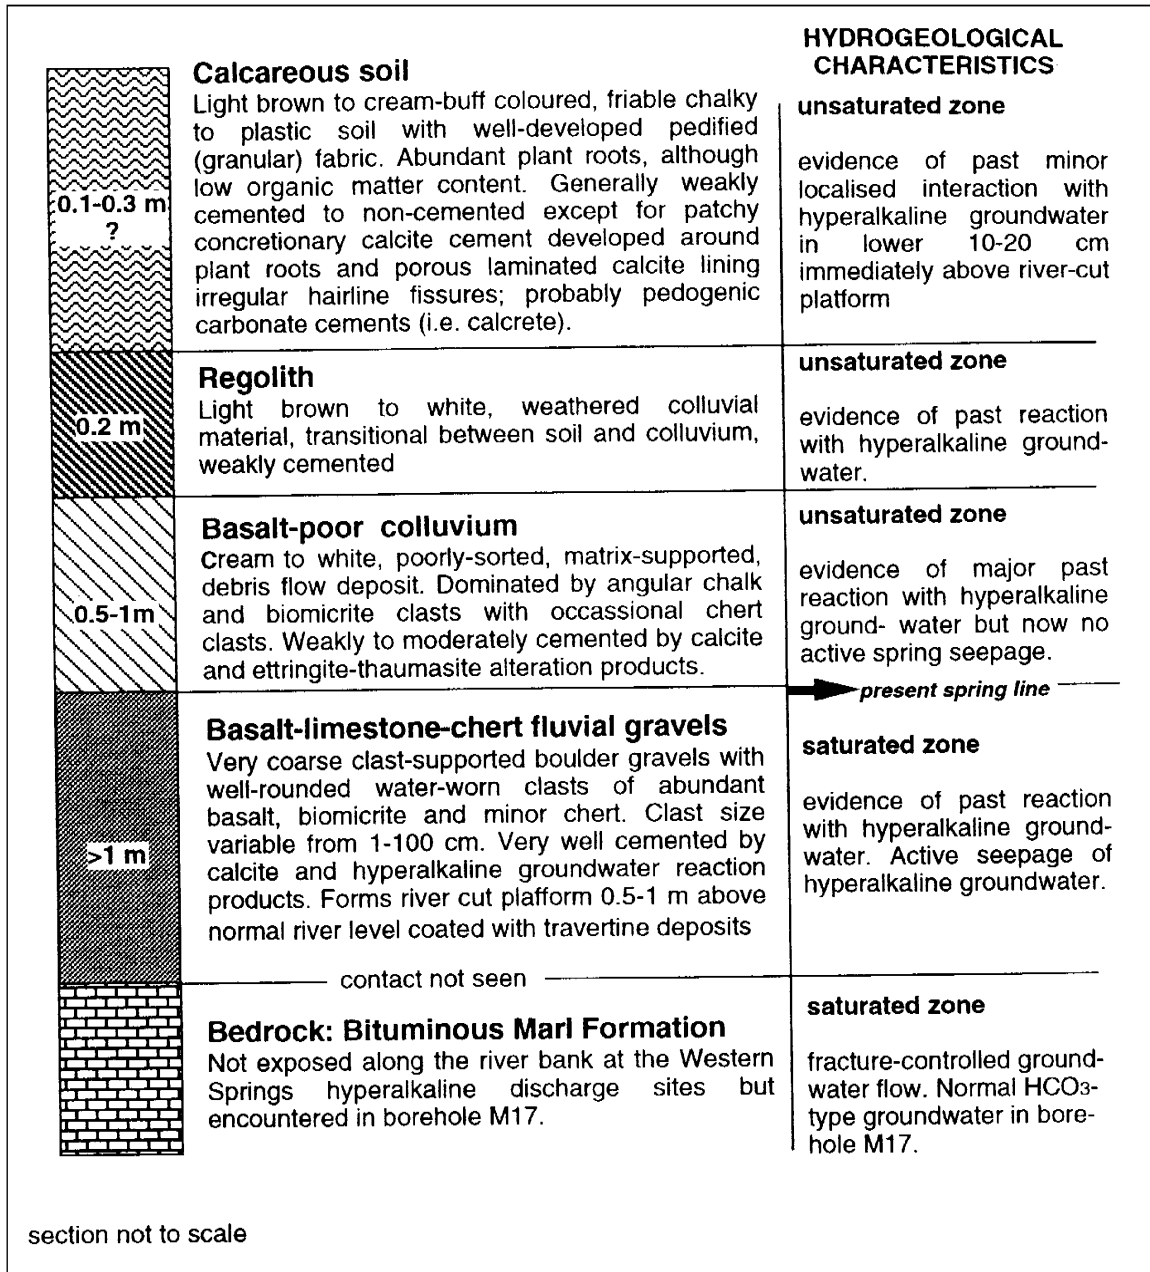 HYDROGEOLOGICAL
CHARACTERISTICS
Calcareous soil
Light brown to cream-buff coloured, friable chalky
to plastic soil with well-developed pedified
(granular) fabric. Abundant plant roots, although
low organic matter content. Generally weakly
cemented to non-cemented except for patchy
concretionary calcite cement developed around
plant roots and porous laminated calcite lining
irregular hairline fissures; probably pedogenic
carbonate cements (i.e. calcrete).
0.1-0.3 m
?
unsaturated zone
evidence of past minor
localised interaction with
hyperalkaline groundwater
in lower 10-20 cm
immediately above river-cut
platform
Regolith
Light brown to white, weathered colluvial
material, transitional between soil and colluvium,
weakly cemented
0.2 m
unsaturated zone
evidence of past reaction
with hyperalkaline ground-
water.
Basalt-poor colluvium
Cream to white, poorly-sorted, matrix-supported,
debris flow deposit. Dominated by angular chalk
and biomicrite clasts with occassional chert
clasts. Weakly to moderately cemented by calcite
and ettringite-thaumasite alteration products.
0.5-1m
unsaturated zone
evidence of major past
reaction with hyperalkaline
ground- water but now no
active spring seepage.
present spring line
Basalt-limestone-chert fluvial gravels
Very coarse clast-supported boulder gravels with
well-rounded water-worn clasts of abundant
basalt, biomicrite and minor chert. Clast size
variable from 1-100 cm. Very well cemented by
calcite and hyperalkaline groundwater reaction
products. Forms river cut plafform 0.5-1 m above
normal river level coated with travertine deposits
>1 m
saturated zone
evidence of past reaction
with hyperalkaline ground-
water. Active seepage of
hyperalkaline groundwater.
contact not seen
Bedrock: Bituminous Marl Formation
Not exposed along the river bank at the Western
Springs hyperalkaline discharge sites but
encountered in borehole M17.
saturated zone
fracture-controlled ground-
water flow. Normal HCO3-
type groundwater in bore-
hole M17.
section not to scale